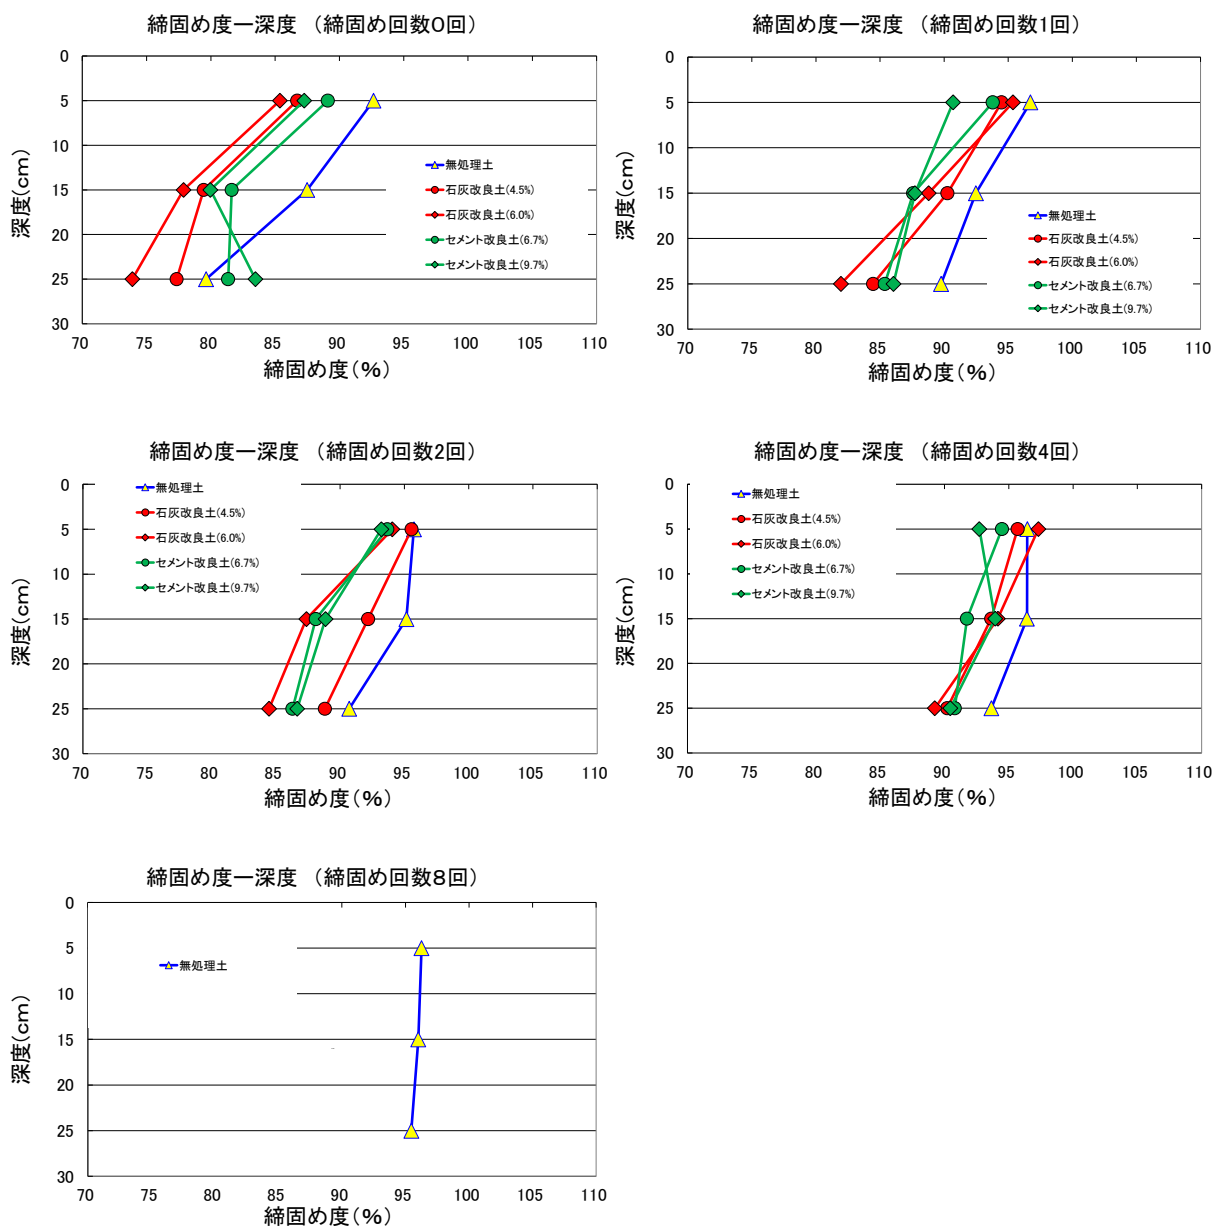 締固め度ー深度 (締固め回数0回)
0
5
10
15
20
25
30
70 75 80 85 90 95 100 105 110
深度(cm)
締固め度(%)
無処理土
石灰改良土(4.5%)
石灰改良土(6.0%)
セメント改良土(6.7%)
セメント改良土(9.7%)
締固め度ー深度 (締固め回数1回)
0
5
10
15
20
25
30
70 75 80 85 90 95 100 105 110
深度(cm)
締固め度(%)
無処理土
石灰改良土(4.5%)
石灰改良土(6.0%)
セメント改良土(6.7%)
セメント改良土(9.7%)
締固め度ー深度 (締固め回数2回)
0
5
10
15
20
25
30
70 75 80 85 90 95 100 105 110
深度(cm)
締固め度(%)
無処理土
石灰改良土(4.5%)
石灰改良土(6.0%)
セメント改良土(6.7%)
セメント改良土(9.7%)
締固め度ー深度 (締固め回数4回)
0
5
10
15
20
25
30
70 75 80 85 90 95 100 105 110
深度(cm)
締固め度(%)
無処理土
石灰改良土(4.5%)
石灰改良土(6.0%)
セメント改良土(6.7%)
セメント改良土(9.7%)
締固め度ー深度 (締固め回数8回)
0
5
10
15
20
25
30
70 75 80 85 90 95 100 105 110
深度(cm)
締固め度(%)
無処理土